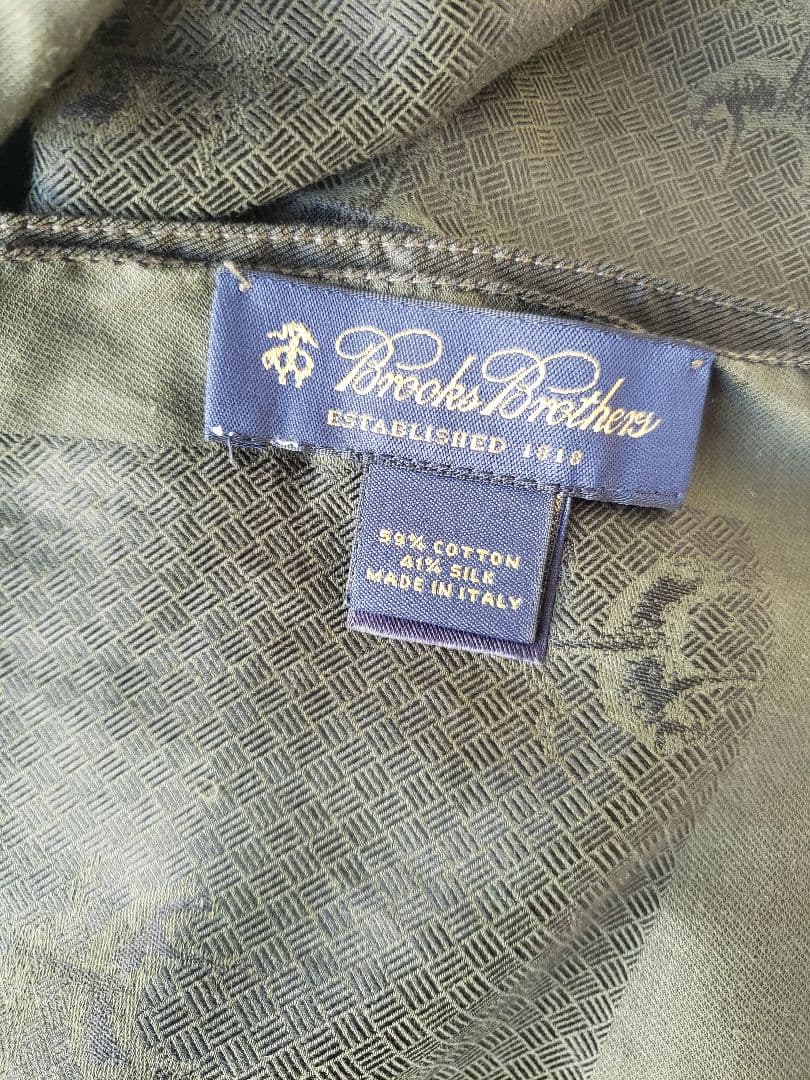 Brooks Brothers
ESTABLISHED 1818
59% COTTON
41% SILK
MADE IN ITALY